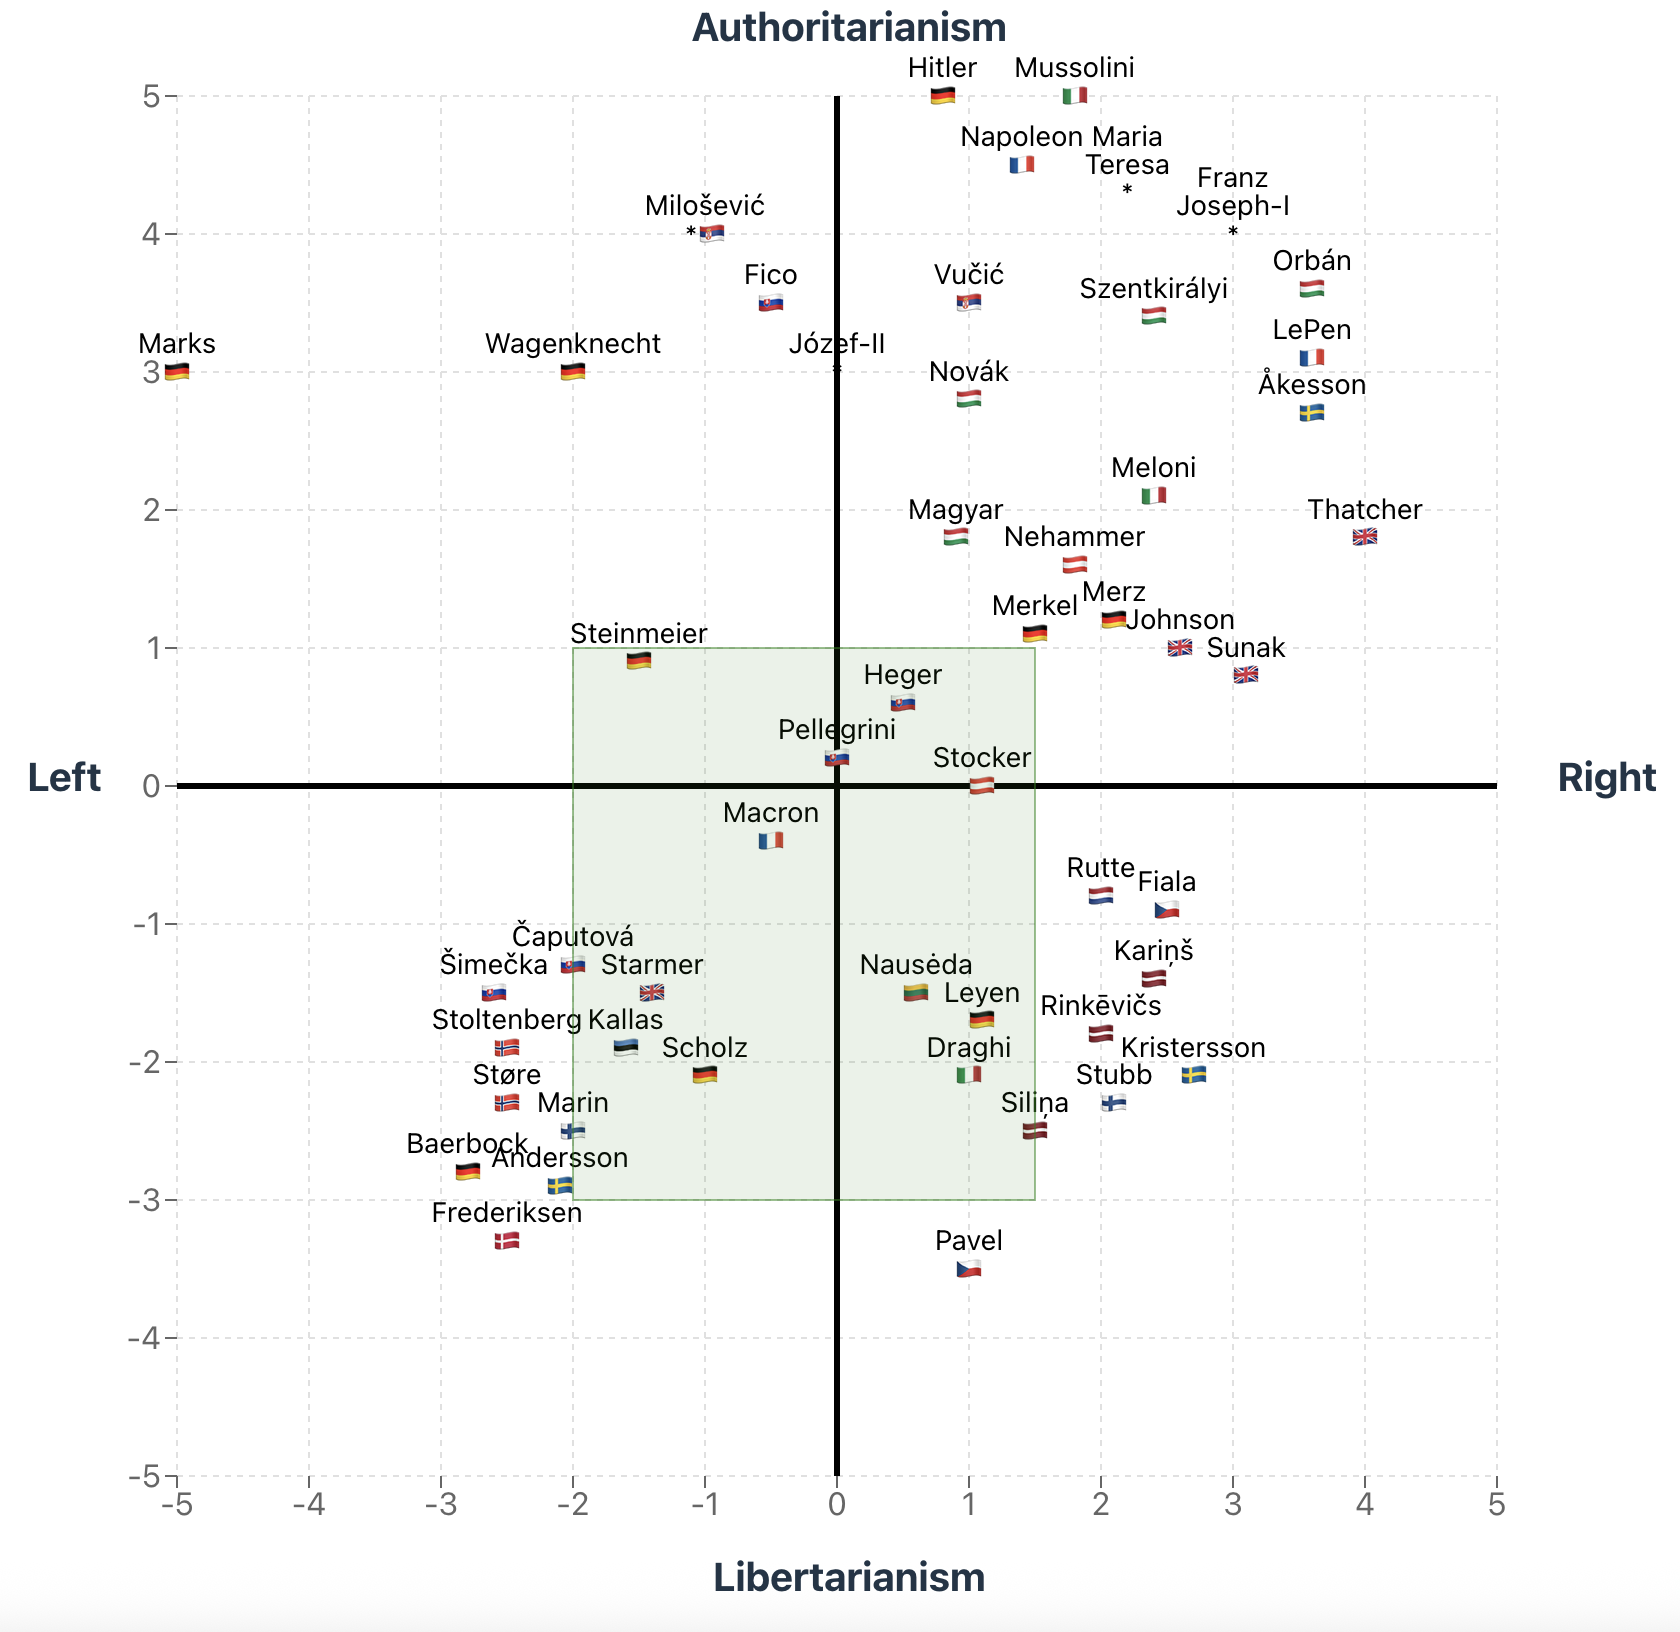 Authoritarianism
Hitler
Mussolini
5
Napoleon
Maria
Teresa
*
Franz
Joseph-I
*
Milošević
*
4
Orbán
Fico
Vučić
Szentkirályi
LePen
Marks
Wagenknecht
Józef-II
*
3
Novák
Åkesson
Meloni
2
Magyar
Thatcher
Nehammer
Merz
Merkel
Johnson
Steinmeier
1
Sunak
Heger
Pellegrini
Stocker
Left
0
Right
Macron
Rutte
Fiala
-1
Čaputová
Kariņš
Šimečka
Starmer
Nausėda
Leyen
Rinkēvičs
Stoltenberg
Kallas
Scholz
Draghi
Kristersson
-2
Støre
Stubb
Marin
Siliņa
Baerbock
Andersson
-3
Frederiksen
Pavel
-4
-5
-5
-4
-3
-2
-1
0
1
2
3
4
5
Libertarianism